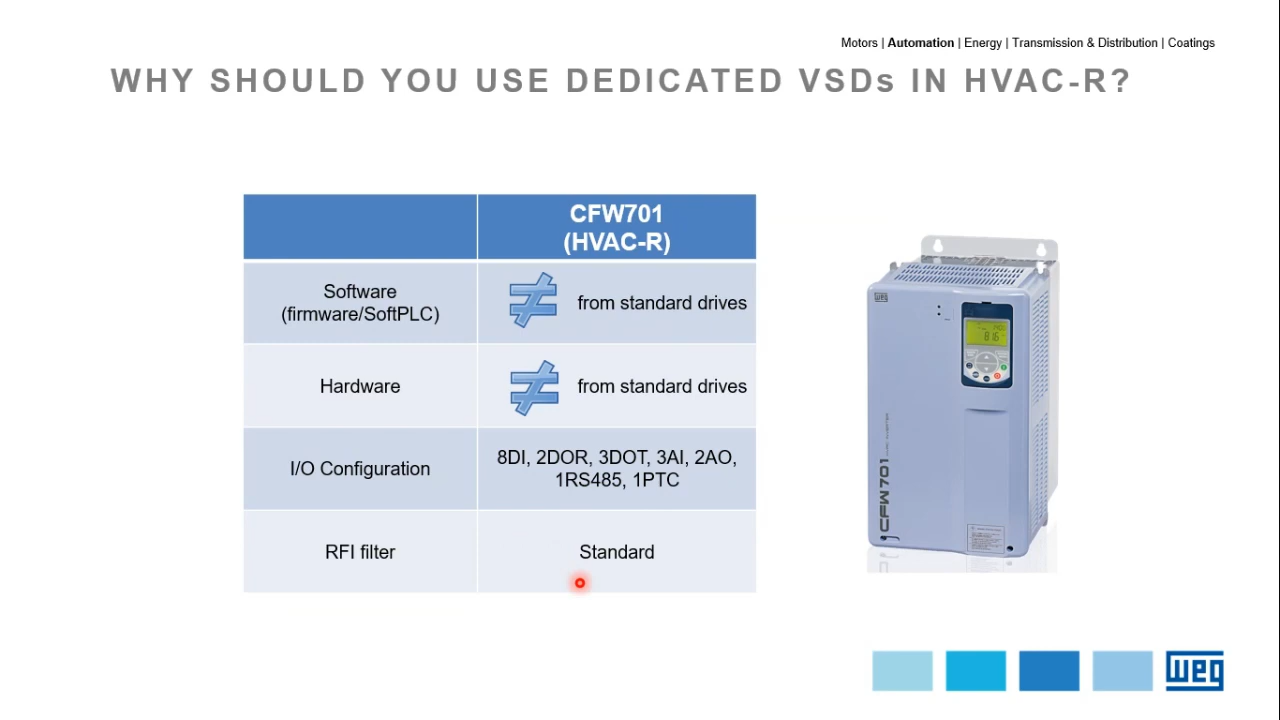 Motors | Automation | Energy | Transmission & Distribution | Coatings
WHY SHOULD YOU USE DEDICATED VSDs IN HVAC-R?
CFW701
(HVAC-R)
Software
(firmware/SoftPLC)
≠ from standard drives
Hardware
≠ from standard drives
I/O Configuration
8DI, 2DOR, 3DOT, 3AI, 2AO,
1RS485, 1PTC
RFI filter
Standard
WEG
CFW701
WEG